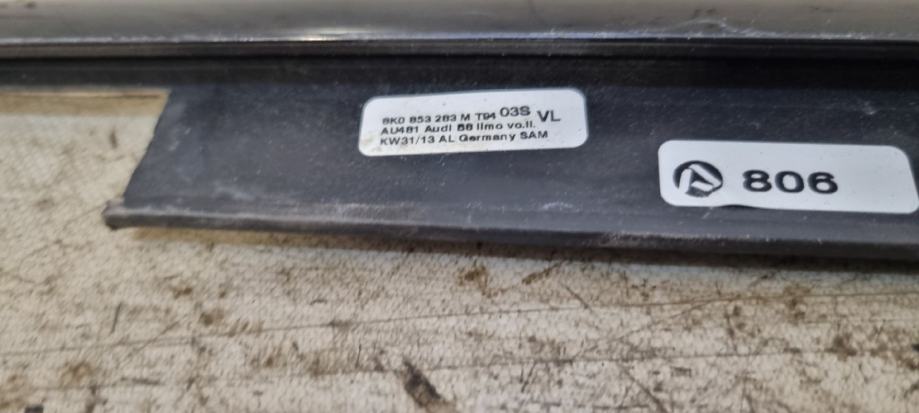 8K0 853 283 M T94 03S VL
AU481 Audi B8 limo vo.li.
KW31/13 AL Germany SAM
806